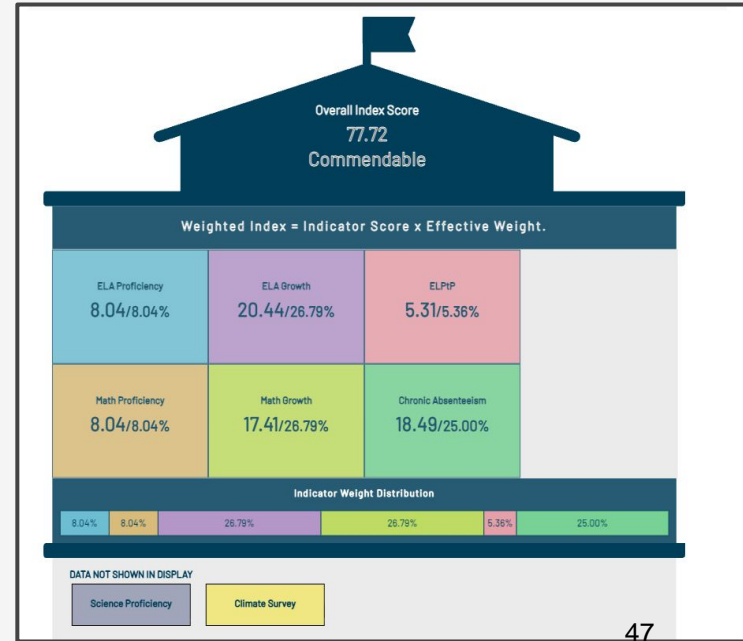 Overall Index Score
77.72
Commendable
Weighted Index = Indicator Score x Effective Weight.
ELA Proficiency
8.04/8.04%
ELA Growth
20.44/26.79%
ELPtP
5.31/5.36%
Math Proficiency
8.04/8.04%
Math Growth
17.41/26.79%
Chronic Absenteeism
18.49/25.00%
Indicator Weight Distribution
8.04% 8.04% 26.79% 26.79% 5.36% 25.00%
DATA NOT SHOWN IN DISPLAY
Science Proficiency
Climate Survey
47